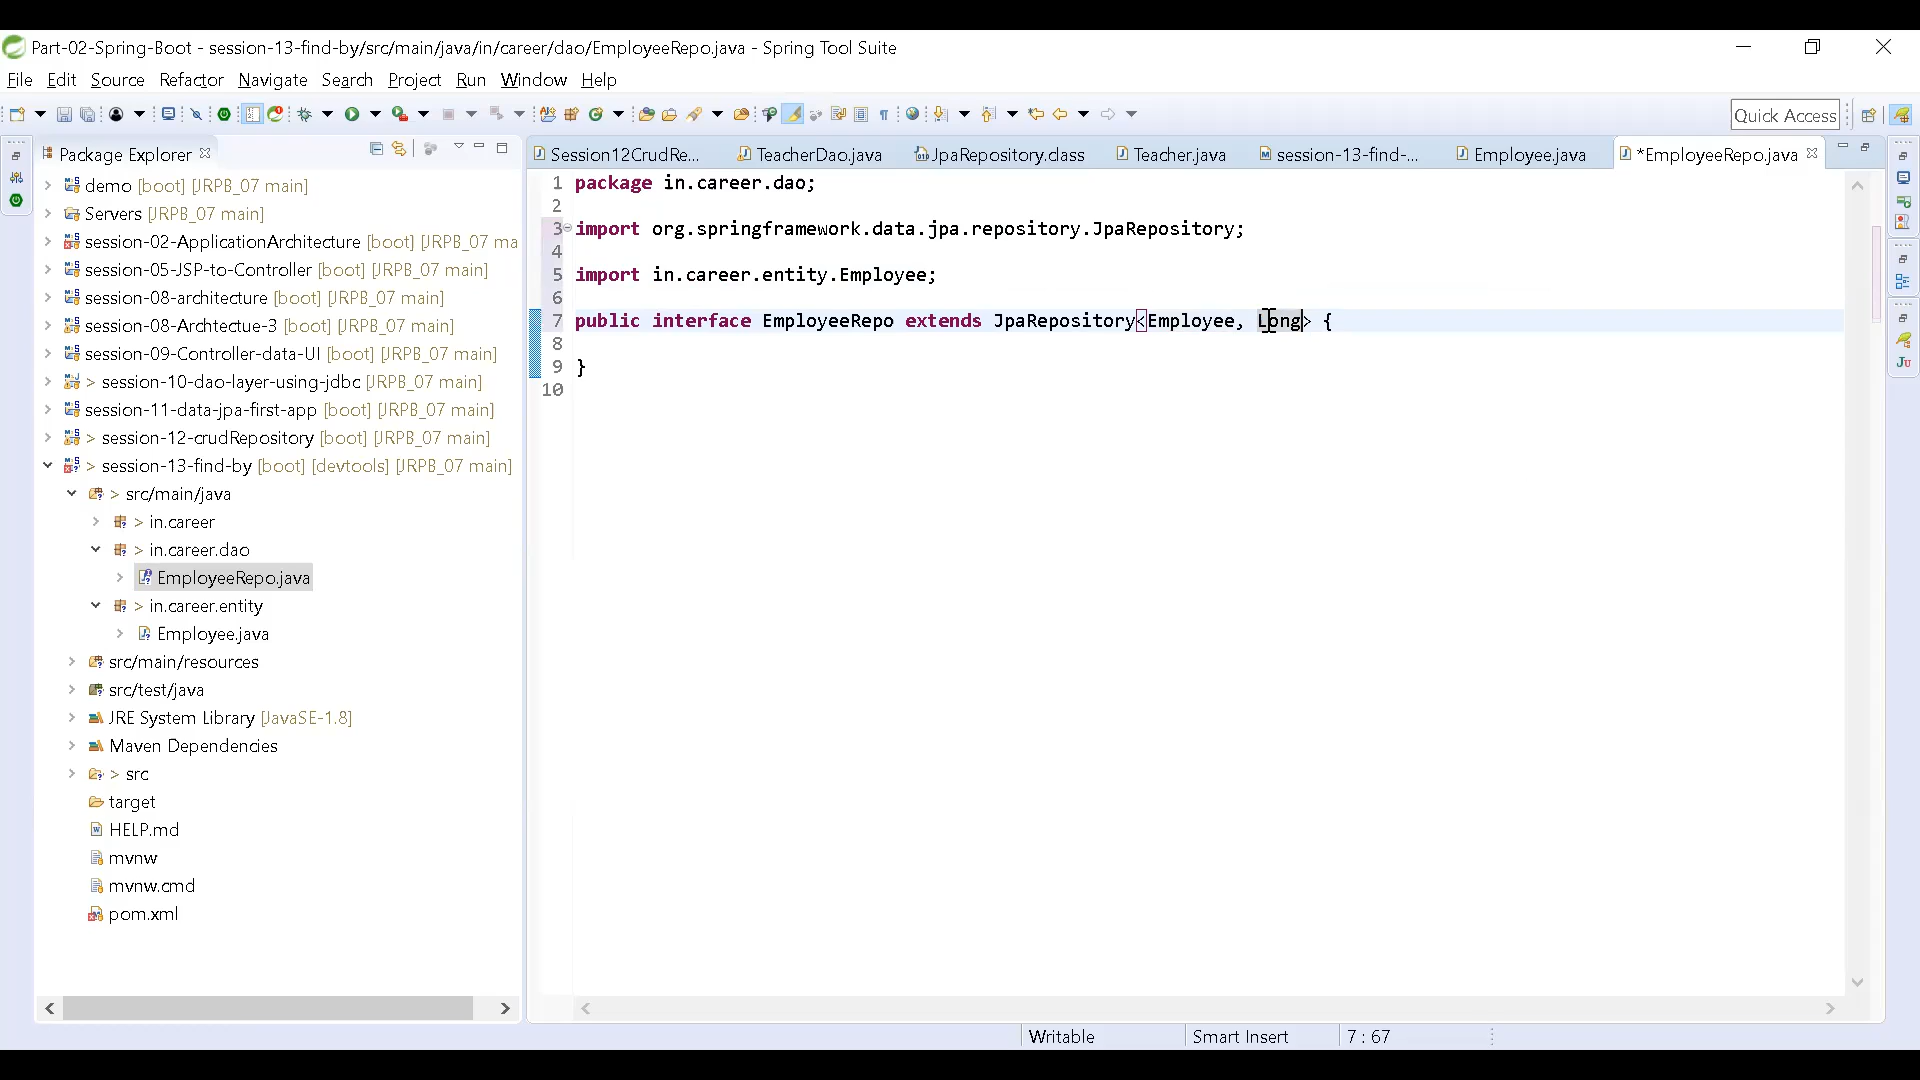 Part-02-Spring-Boot - session-13-find-by/src/main/java/in/career/dao/EmployeeRepo.java - Spring Tool Suite
File Edit Source Refactor Navigate Search Project Run Window Help
Quick Access
Package Explorer
demo [boot] [JRPB_07 main]
Servers [JRPB_07 main]
session-02-ApplicationArchitecture [boot] [JRPB_07 ma
session-05-JSP-to-Controller [boot] [JRPB_07 main]
session-08-architecture [boot] [JRPB_07 main]
session-08-Archtectue-3 [boot] [JRPB_07 main]
session-09-Controller-data-UI [boot] [JRPB_07 main]
> session-10-dao-layer-using-jdbc [boot] [JRPB_07 main]
session-11-data-jpa-first-app [boot] [JRPB_07 main]
> session-12-crudRepository [boot] [JRPB_07 main]
> session-13-find-by [boot] [devtools] [JRPB_07 main]
> src/main/java
> in.career
> in.career.dao
EmployeeRepo.java
> in.career.entity
Employee.java
src/main/resources
src/test/java
JRE System Library [JavaSE-1.8]
Maven Dependencies
> src
target
HELP.md
mvnw
mvnw.cmd
pom.xml
Session12CrudRe... TeacherDao.java JpaRepository.class Teacher.java session-13-find-... Employee.java *EmployeeRepo.java
1 package in.career.dao;
2
3 import org.springframework.data.jpa.repository.JpaRepository;
4
5 import in.career.entity.Employee;
6
7 public interface EmployeeRepo extends JpaRepository<Employee, Long> {
8
9 }
10
Writable Smart Insert 7 : 67